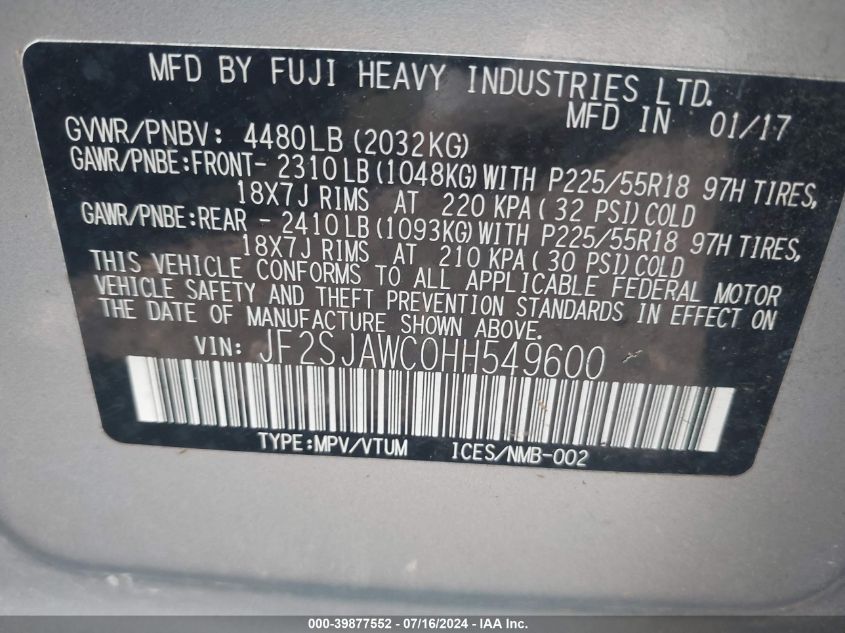 MFD BY FUJI HEAVY INDUSTRIES LTD.
MFD IN 01/17
GVWR/PNBV: 4480LB (2032KG)
GAWR/PNBE:FRONT- 2310LB(1048KG)WITH P225/55R18 97H TIRES,
18X7J RIMS AT 220 KPA( 32 PSI)COLD
GAWR/PNBE:REAR - 2410LB(1093KG)WITH P225/55R18 97H TIRES,
18X7J RIMS AT 210 KPA( 30 PSI)COLD
THIS VEHICLE CONFORMS TO ALL APPLICABLE FEDERAL MOTOR
VEHICLE SAFETY AND THEFT PREVENTION STANDARDS IN EFFECT ON
THE DATE OF MANUFACTURE SHOWN ABOVE.
VIN: JF2SJAWC0HH549600
TYPE:MPV/VTUM ICES/NMB-002
000-39877552 - 07/16/2024 - IAA Inc.